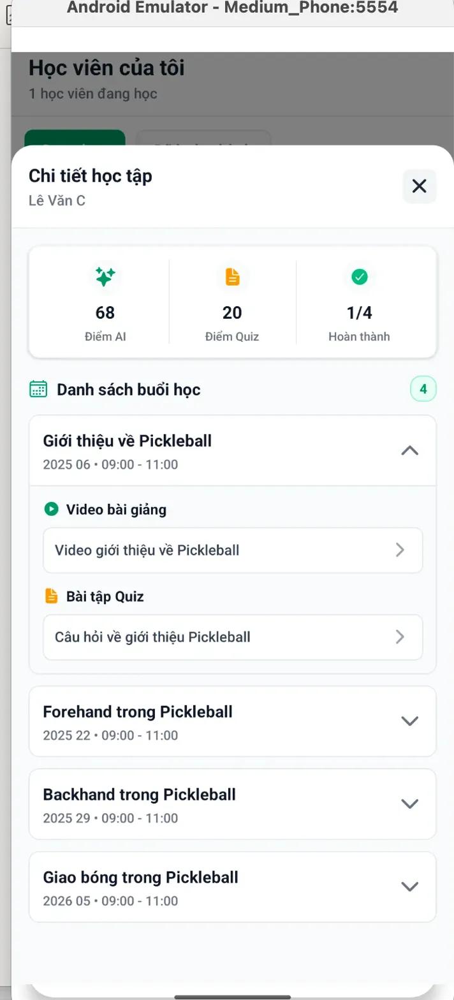 Android Emulator - Medium_Phone:5554
Học viên của tôi
1 học viên đang học
Chi tiết học tập
Lê Văn C
68
20
1/4
Điểm AI
Điểm Quiz
Hoàn thành
Danh sách buổi học
4
Giới thiệu về Pickleball
2025 06 • 09:00 - 11:00
Video bài giảng
Video giới thiệu về Pickleball
Bài tập Quiz
Câu hỏi về giới thiệu Pickleball
Forehand trong Pickleball
2025 22 • 09:00 - 11:00
Backhand trong Pickleball
2025 29 • 09:00 - 11:00
Giao bóng trong Pickleball
2026 05 • 09:00 - 11:00